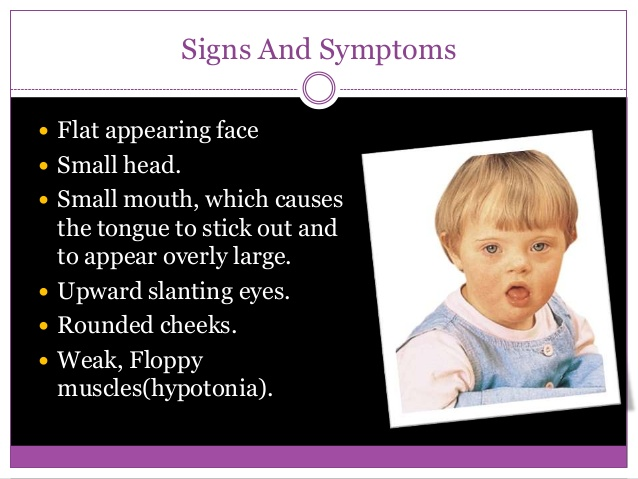 Signs And Symptoms
Flat appearing face
Small head.
Small mouth, which causes
the tongue to stick out and
to appear overly large.
Upward slanting eyes.
Rounded cheeks.
Weak, Floppy
muscles(hypotonia).